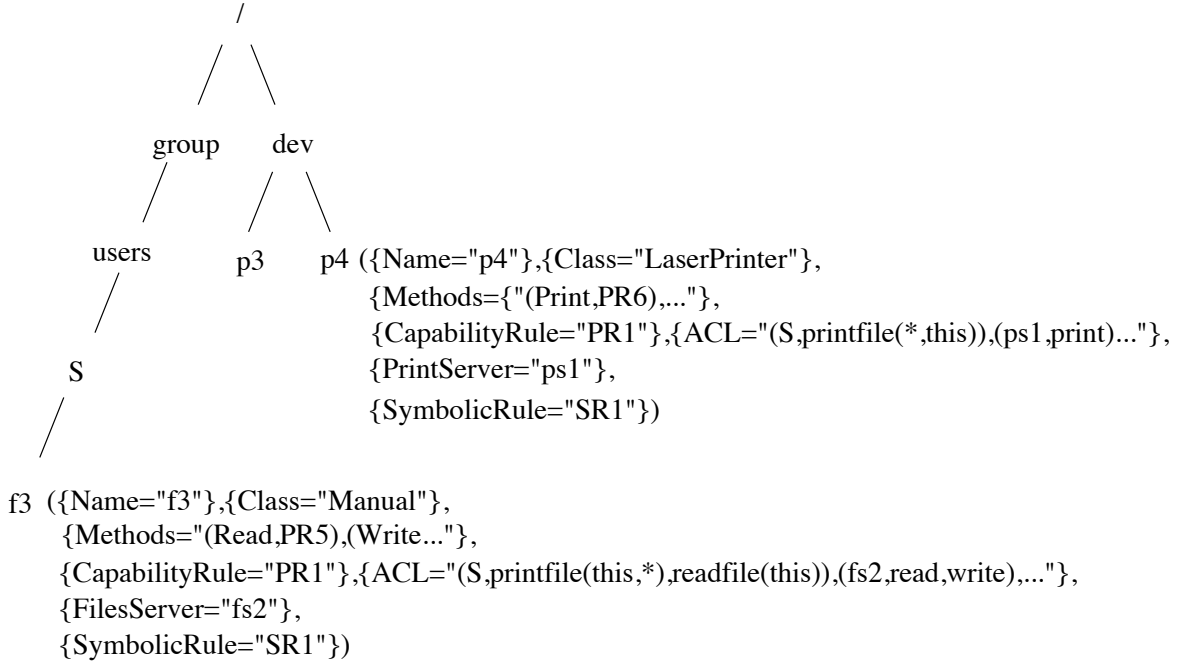 /
group dev
users p3 p4 ({Name="p4"},{Class="LaserPrinter"},
{Methods={"(Print,PR6),..."},
{CapabilityRule="PR1"},{ACL="(S,printfile(*,this)),(ps1,print)..."},
S {PrintServer="ps1"},
{SymbolicRule="SR1"})
f3 ({Name="f3"},{Class="Manual"},
{Methods="(Read,PR5),(Write..."},
{CapabilityRule="PR1"},{ACL="(S,printfile(this,*),readfile(this)),(fs2,read,write),..."},
{FilesServer="fs2"},
{SymbolicRule="SR1"})